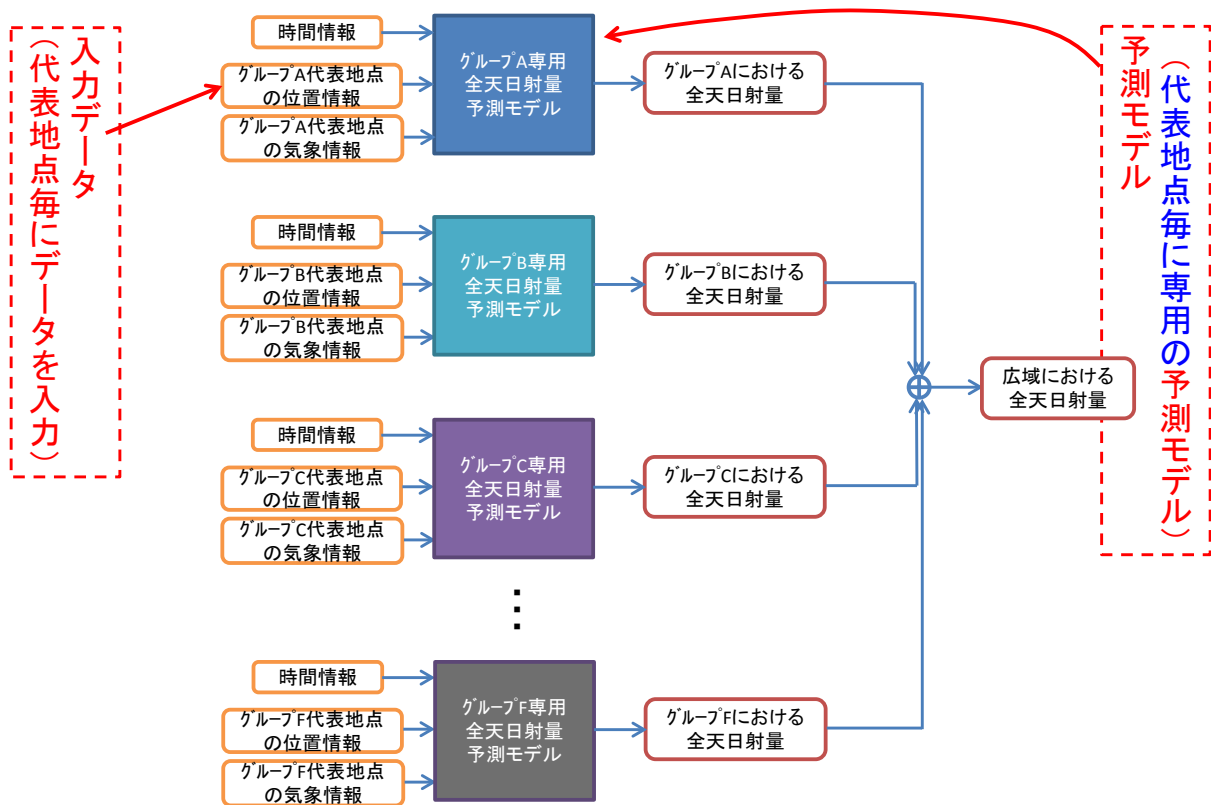 入力データ
（代表地点毎にデータを入力）
時間情報
グループA代表地点
の位置情報
グループA代表地点
の気象情報
グループA専用
全天日射量
予測モデル
グループAにおける
全天日射量
時間情報
グループB代表地点
の位置情報
グループB代表地点
の気象情報
グループB専用
全天日射量
予測モデル
グループBにおける
全天日射量
時間情報
グループC代表地点
の位置情報
グループC代表地点
の気象情報
グループC専用
全天日射量
予測モデル
グループCにおける
全天日射量
時間情報
グループF代表地点
の位置情報
グループF代表地点
の気象情報
グループF専用
全天日射量
予測モデル
グループFにおける
全天日射量
広域における
全天日射量
予測モデル
（代表地点毎に専用の予測モデル）